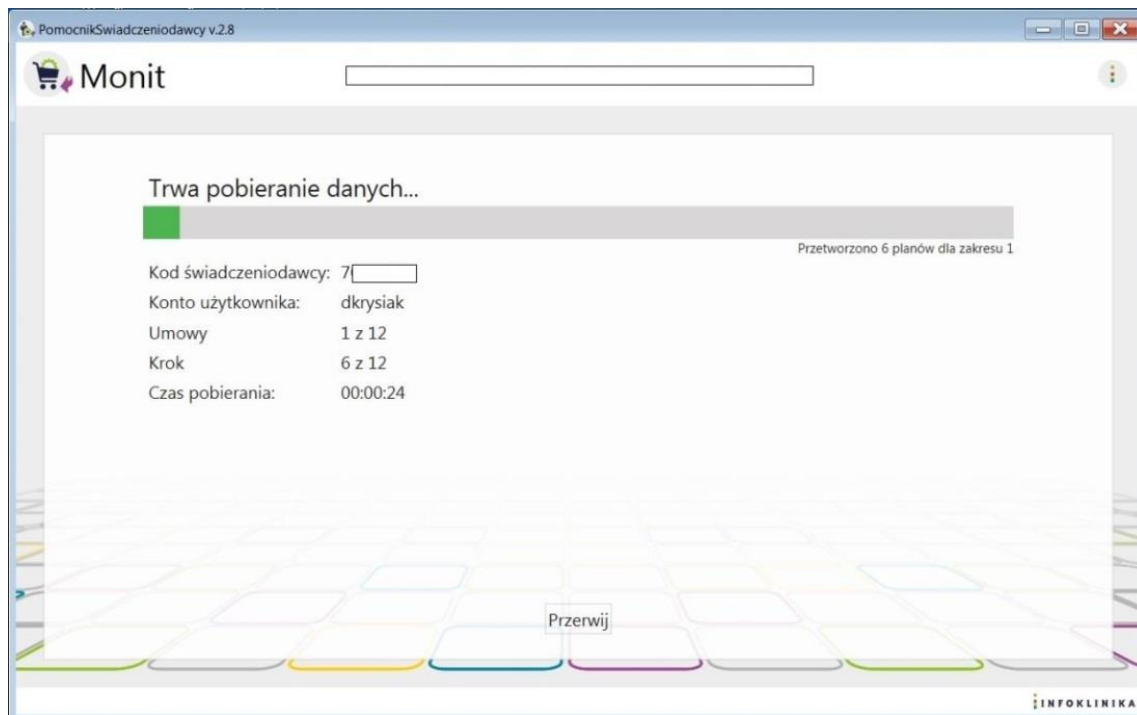 PomocnikSwiadczeniodawcy v.2.8
Monit
Trwa pobieranie danych...
Przetworzono 6 planów dla zakresu 1
Kod świadczeniodawcy: 7
Konto użytkownika: dkrysiak
Umowy 1 z 12
Krok 6 z 12
Czas pobierania: 00:00:24
Przerwij
INFOKLINIKA